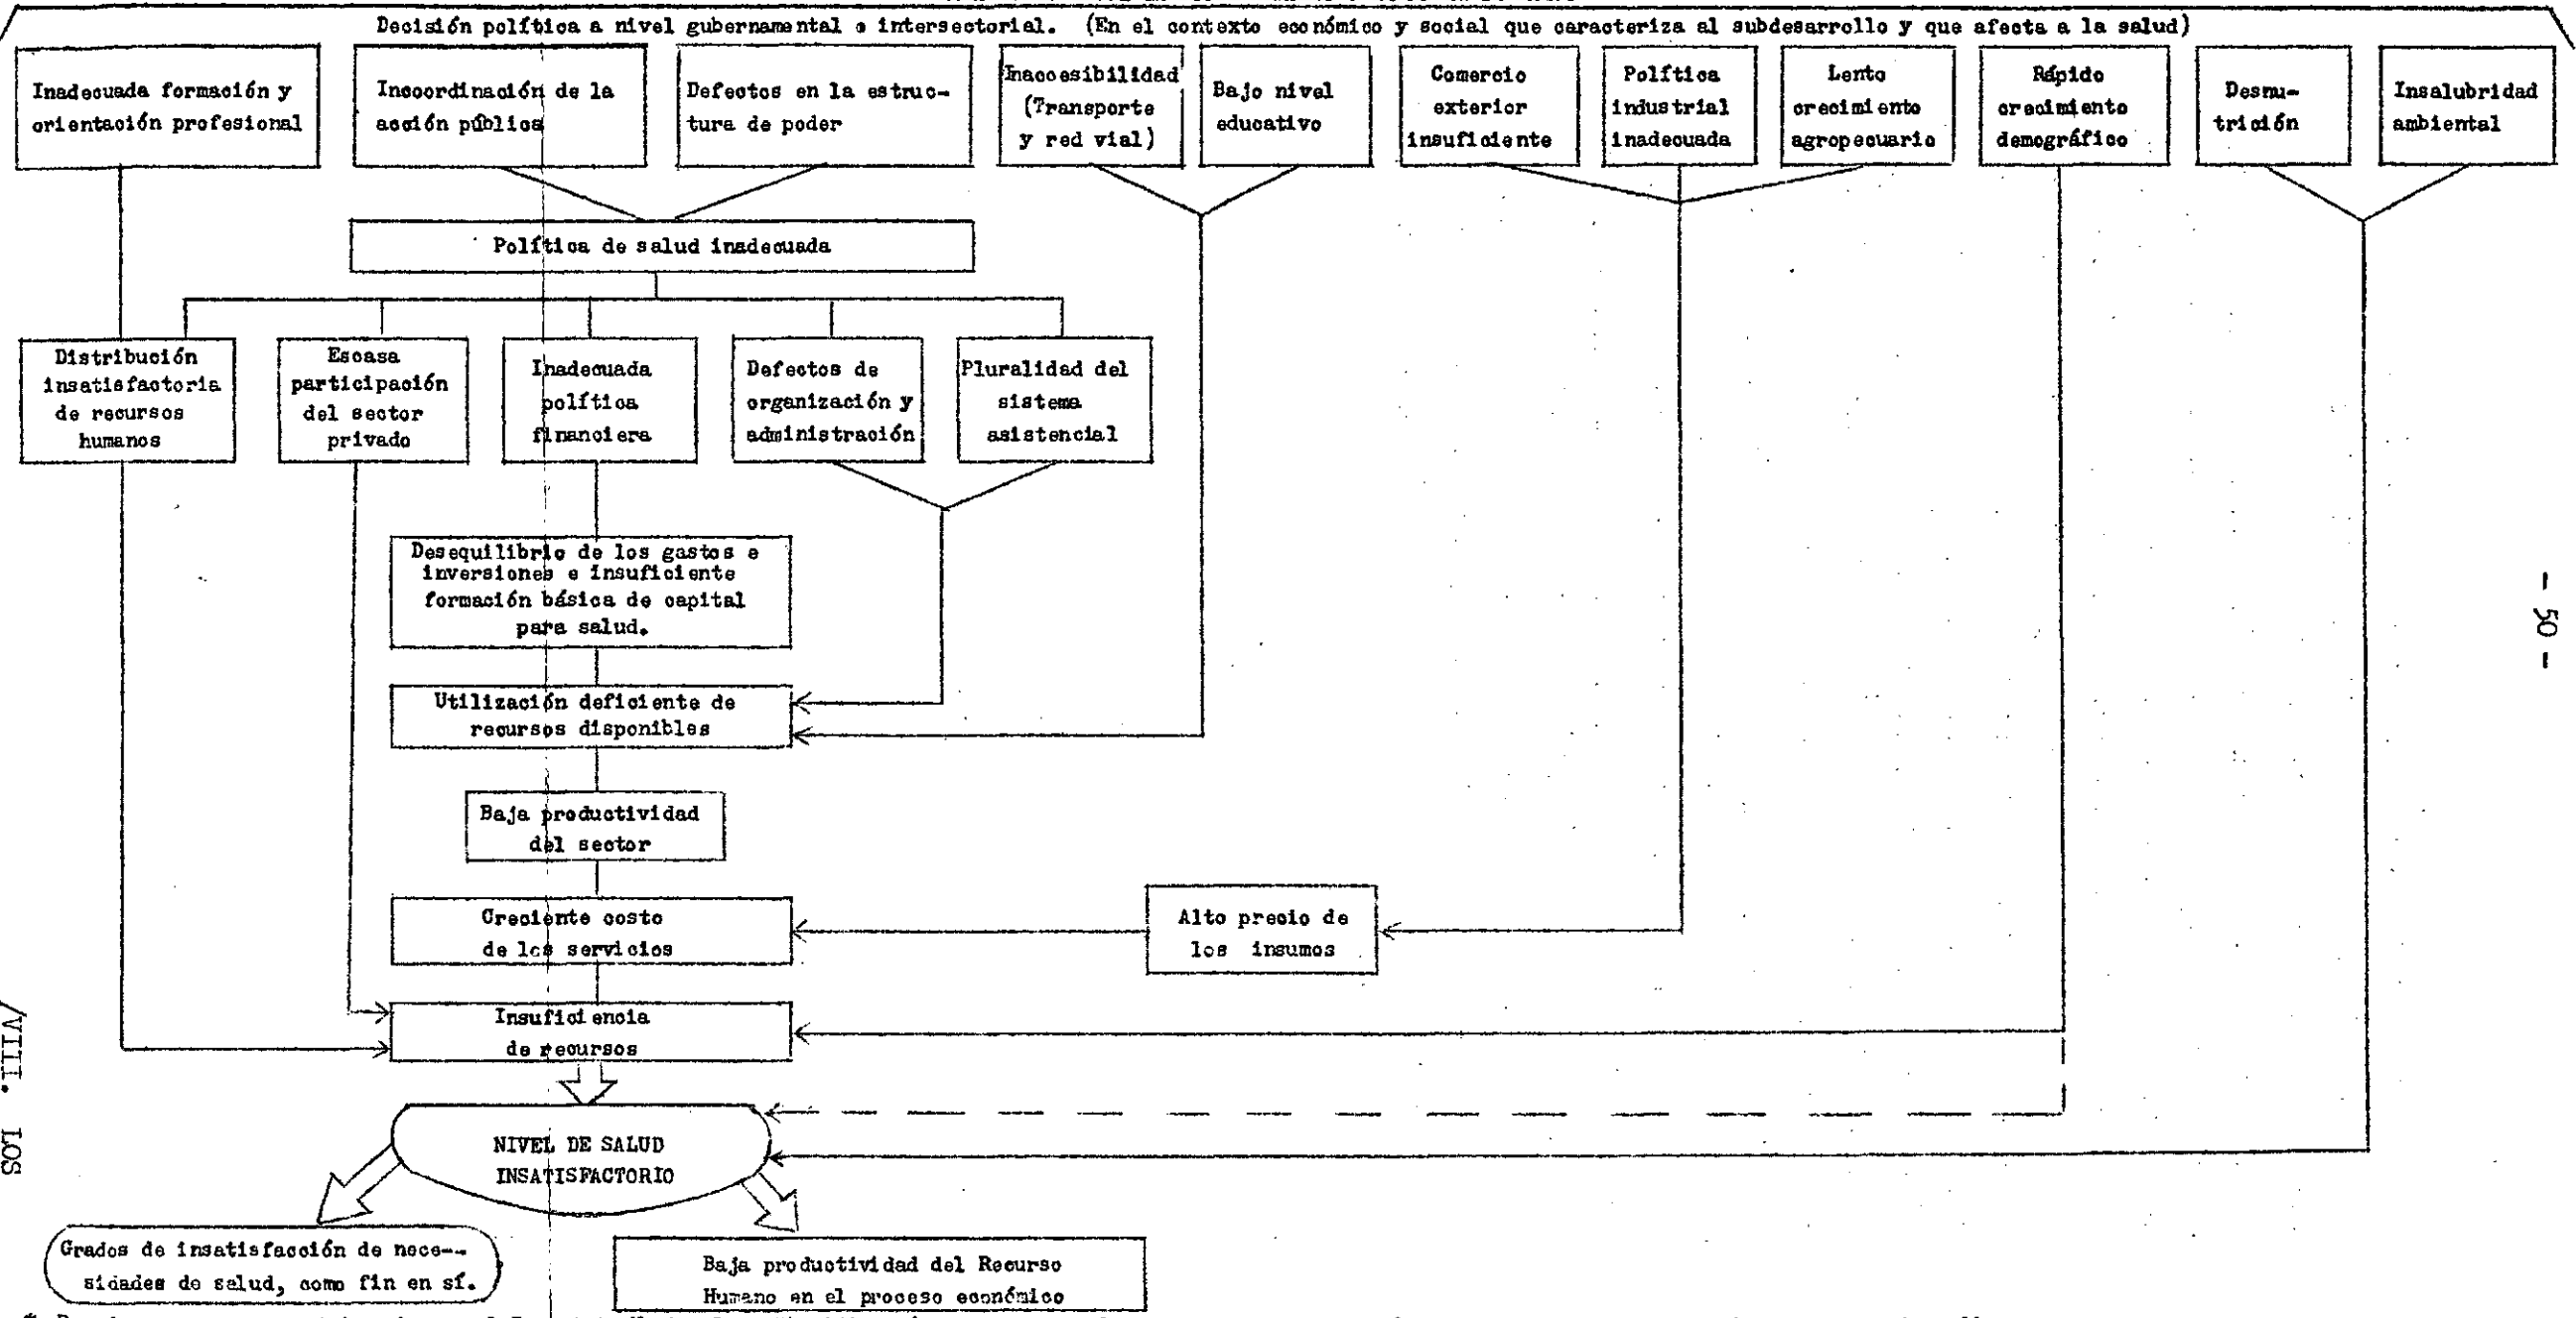 Decisión política a nivel gubernamental o intersectorial. (En el contexto económico y social que caracteriza al subdesarrollo y que afecta a la salud)
Inadecuada formación y
orientación profesional
Incoordinación de la
acción pública
Defectos en la estruc-
tura de poder
Inaccesibilidad
(Transporte
y red vial)
Bajo nivel
educativo
Comercio
exterior
insuficiente
Política
industrial
inadecuada
Lento
crecimiento
agropecuario
Rápido
crecimiento
demográfico
Desnu-
trición
Insalubridad
ambiental
Política de salud inadecuada
Distribución
insatisfactoria
de recursos
humanos
Escasa
participación
del sector
privado
Inadecuada
política
financiera
Defectos de
organización y
administración
Pluralidad del
sistema
asistencial
Desequilibrio de los gastos e
inversiones e insuficiente
formación básica de capital
para salud.
Utilización deficiente de
recursos disponibles
Baja productividad
del sector
Creciente costo
de los servicios
Alto precio de
los insumos
Insuficiencia
de recursos
NIVEL DE SALUD
INSATISFACTORIO
Grados de insatisfacción de nece--
sidades de salud, como fin en sí.
Baja productividad del Recurso
Humano en el proceso económico
- 50 -
/VIII. LOS